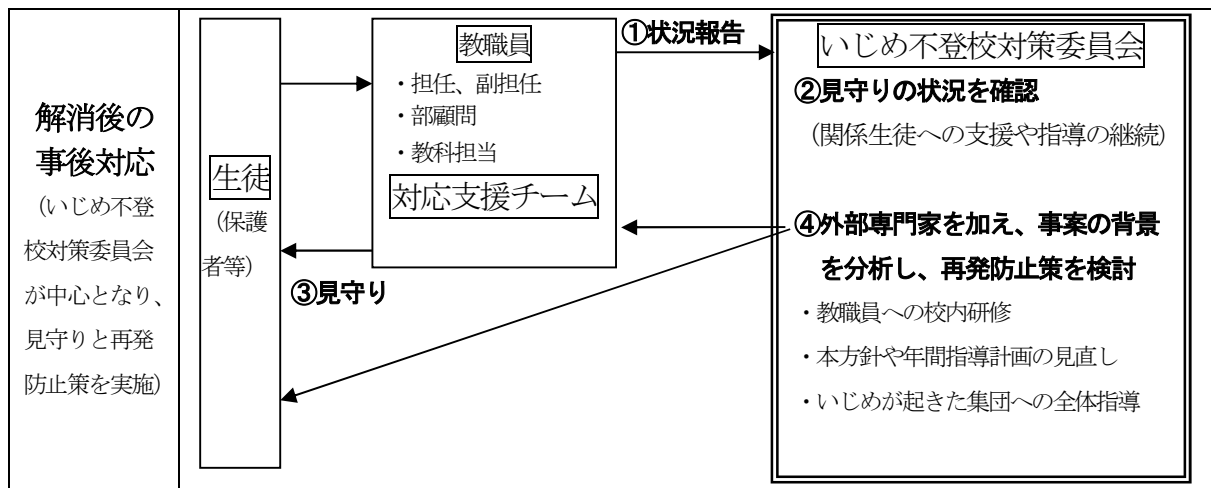 解消後の
事後対応
(いじめ不登
校対策委員会
が中心となり、
見守りと再発
防止策を実施)
生徒
(保護
者等)
教職員
・担任、副担任
・部顧問
・教科担当
対応支援チーム
①状況報告
③見守り
いじめ不登校対策委員会
②見守りの状況を確認
(関係生徒への支援や指導の継続)
④外部専門家を加え、事案の背景
を分析し、再発防止策を検討
・教職員への校内研修
・本方針や年間指導計画の見直し
・いじめが起きた集団への全体指導